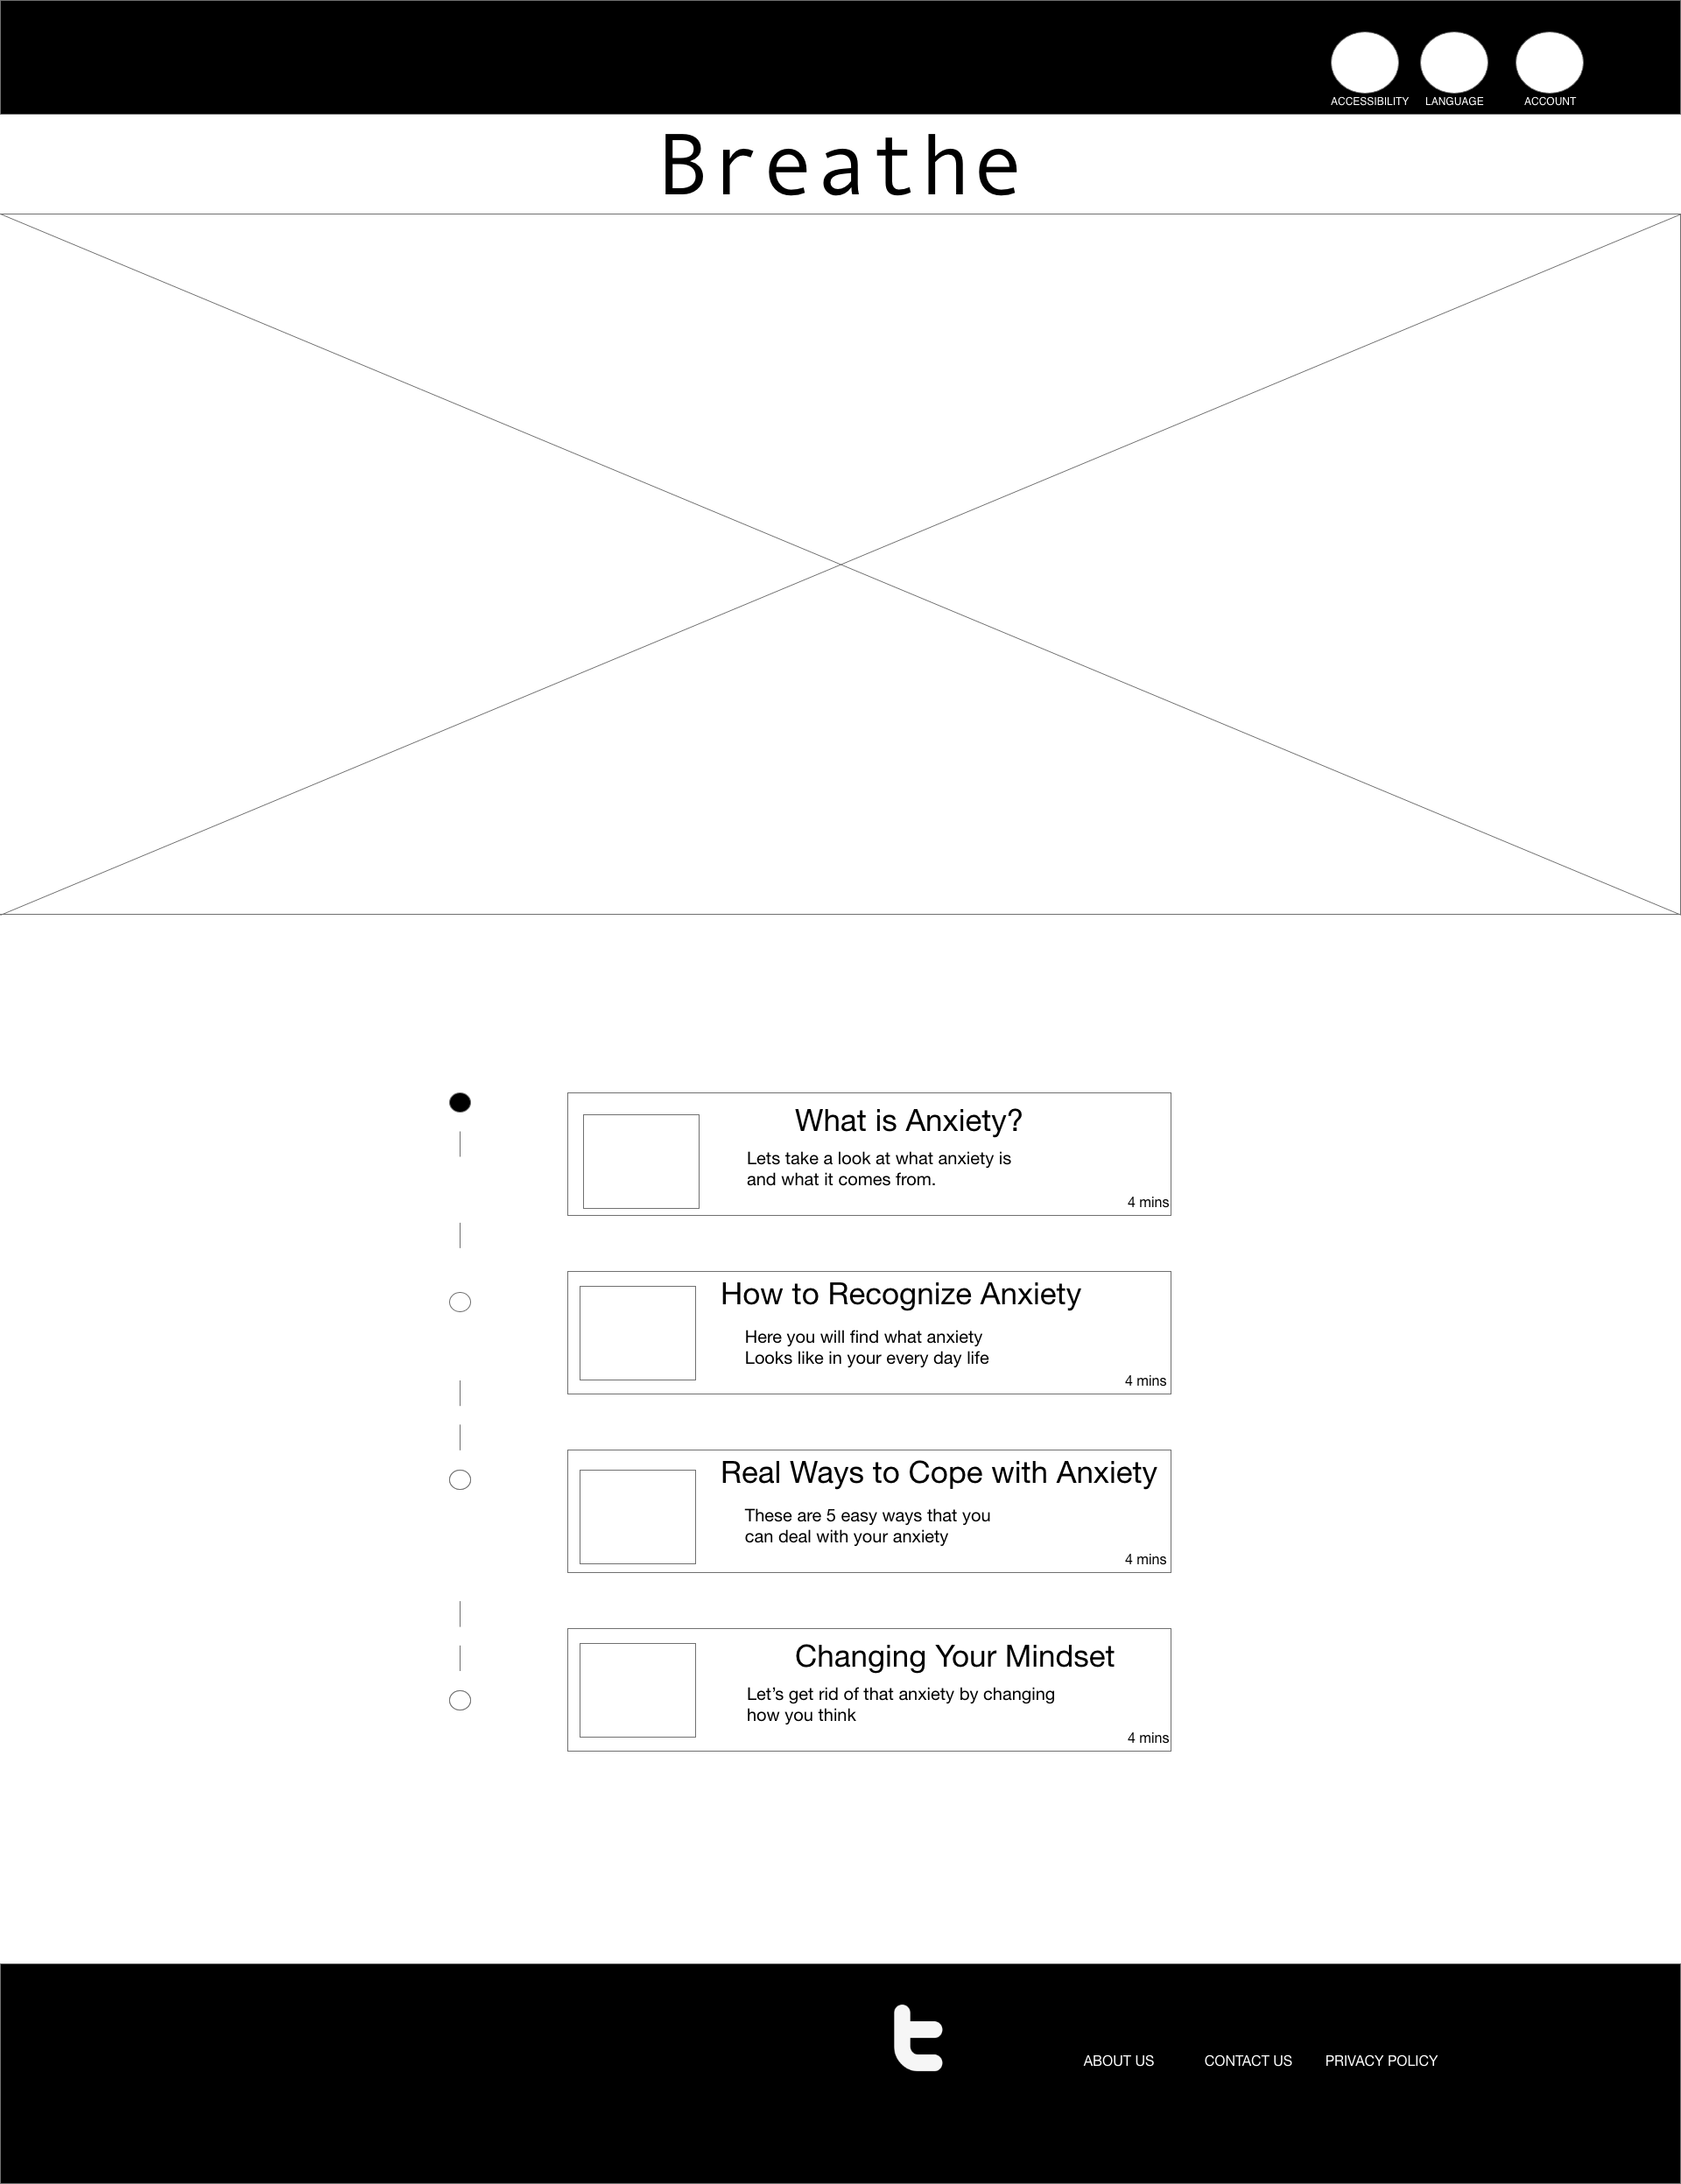 ACCESSIBILITY
LANGUAGE
ACCOUNT
Breathe
What is Anxiety?
Lets take a look at what anxiety is
and what it comes from.
4 mins
How to Recognize Anxiety
Here you will find what anxiety
Looks like in your every day life
4 mins
Real Ways to Cope with Anxiety
These are 5 easy ways that you
can deal with your anxiety
4 mins
Changing Your Mindset
Let’s get rid of that anxiety by changing
how you think
4 mins
t
ABOUT US
CONTACT US
PRIVACY POLICY